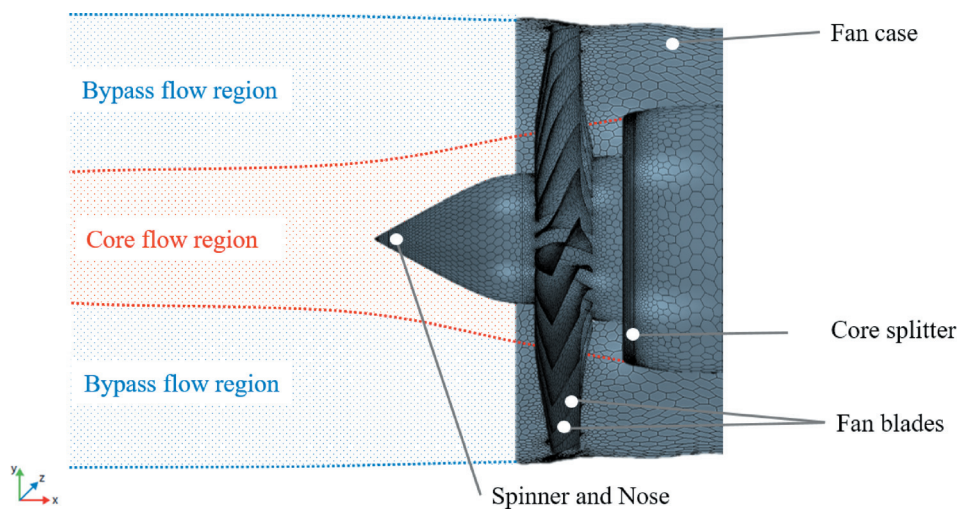 Fan case
Bypass flow region
Core flow region
Core splitter
Bypass flow region
Fan blades
y
z
x
Spinner and Nose